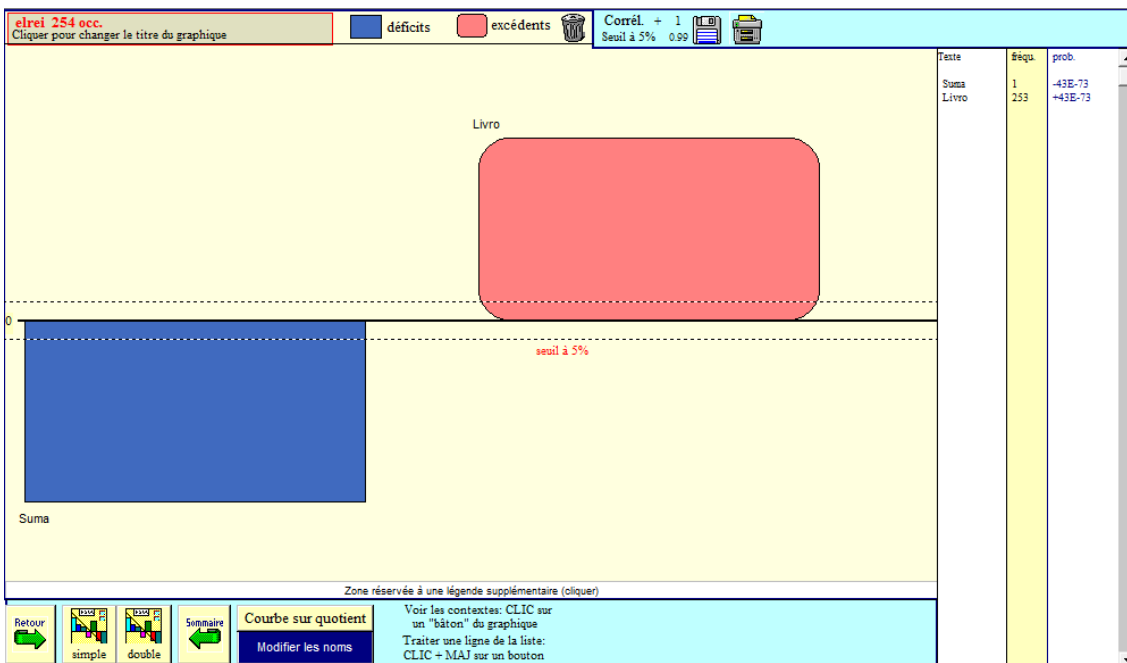 elrei 254 occ.
Cliquer pour changer le titre du graphique
déficits
excédents
Corrél. + 1
Seuil à 5% 0.99
Texte fréqu. prob.
Suma 1 -43E-73
Livro 253 +43E-73
Livro
0
seuil à 5%
Suma
Zone réservée à une légende supplémentaire (cliquer)
Retour
simple
double
Sommaire
Courbe sur quotient
Modifier les noms
Voir les contextes: CLIC sur
un "bâton" du graphique
Traiter une ligne de la liste:
CLIC + MAJ sur un bouton